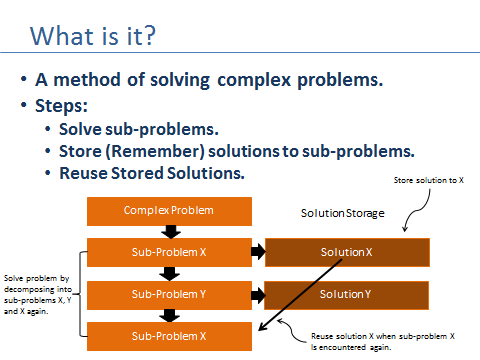 What is it?
• A method of solving complex problems.
• Steps:
• Solve sub-problems.
• Store (Remember) solutions to sub-problems.
• Reuse Stored Solutions.
Store solution to X
Complex Problem
Solution Storage
Sub-Problem X
Solution X
Solve problem by
decomposing into
sub-problems X, Y
and X again.
Sub-Problem Y
Solution Y
Sub-Problem X
Reuse solution X when sub-problem X
is encountered again.